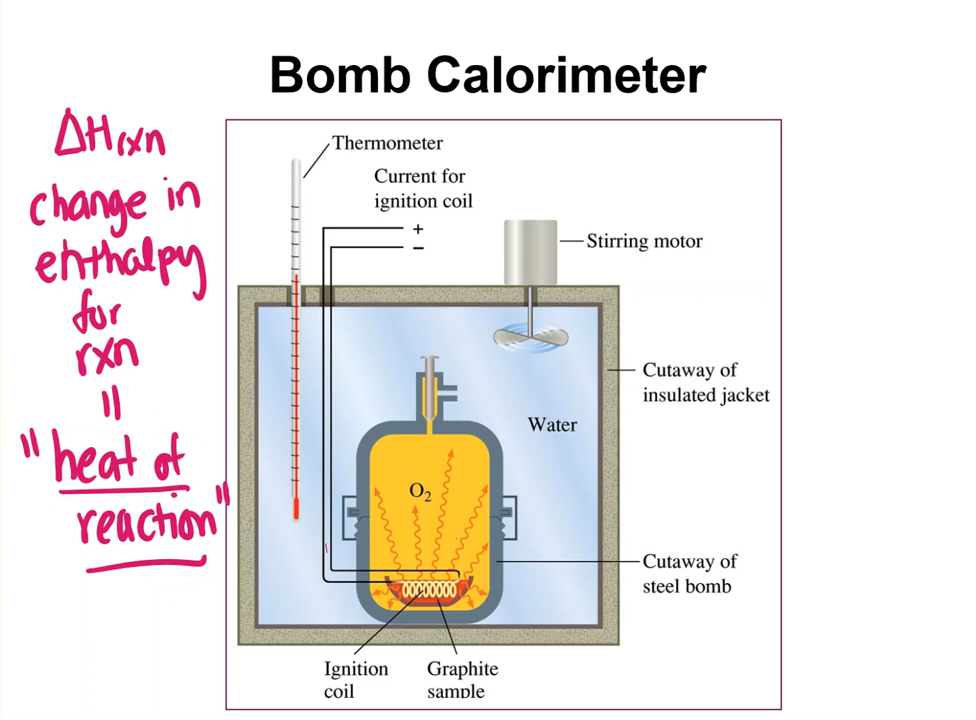 Bomb Calorimeter
ΔHrxn
change in
enthalpy
for
rxn
=
"heat of
reaction"
Thermometer
Current for
ignition coil
+
−
Stirring motor
Cutaway of
insulated jacket
Water
O₂
Cutaway of
steel bomb
Ignition
coil
Graphite
sample